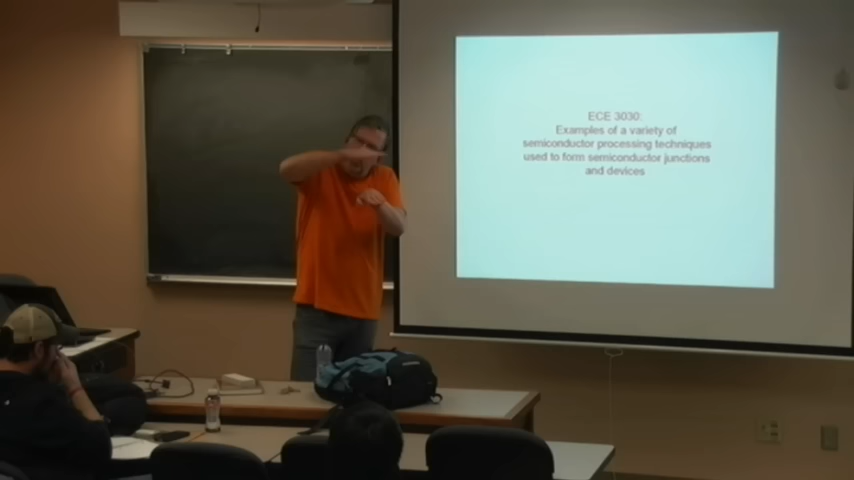 ECE 3030:
Examples of a variety of
semiconductor processing techniques
used to form semiconductor junctions
and devices